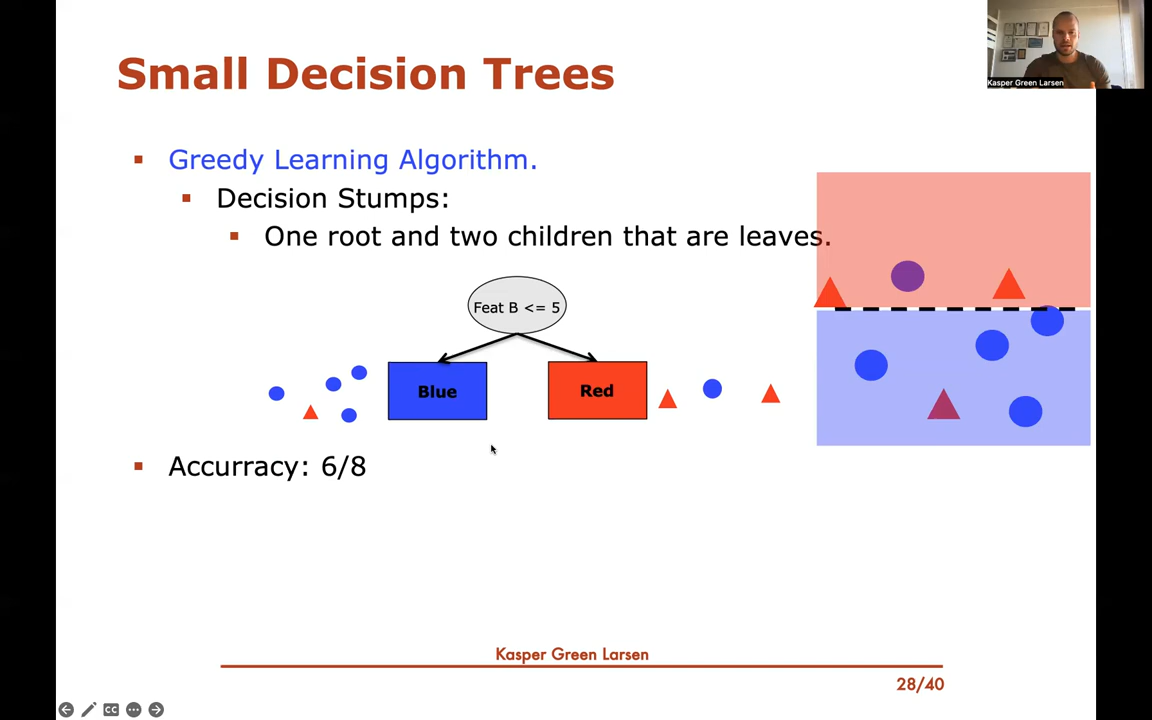 Small Decision Trees
Kasper Green Larsen
Greedy Learning Algorithm.
Decision Stumps:
One root and two children that are leaves.
Feat B <= 5
Blue
Red
Accurracy: 6/8
Kasper Green Larsen
28/40
CC